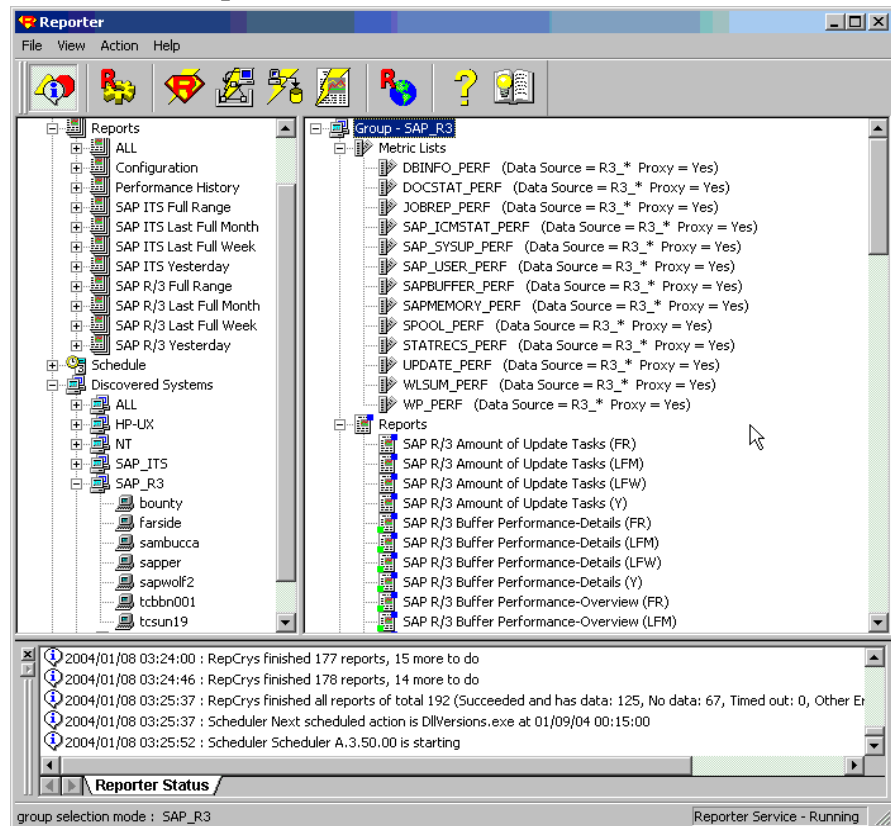 Reporter
File View Action Help
Reports
ALL
Configuration
Performance History
SAP ITS Full Range
SAP ITS Last Full Month
SAP ITS Last Full Week
SAP ITS Yesterday
SAP R/3 Full Range
SAP R/3 Last Full Month
SAP R/3 Last Full Week
SAP R/3 Yesterday
Schedule
Discovered Systems
ALL
HP-UX
NT
SAP_ITS
SAP_R3
bounty
farside
sambucca
sapper
sapwolf2
tcbbn001
tcsun19
Group - SAP_R3
Metric Lists
DBINFO_PERF (Data Source = R3_* Proxy = Yes)
DOCSTAT_PERF (Data Source = R3_* Proxy = Yes)
JOBREP_PERF (Data Source = R3_* Proxy = Yes)
SAP_ICMSTAT_PERF (Data Source = R3_* Proxy = Yes)
SAP_SYSUP_PERF (Data Source = R3_* Proxy = Yes)
SAP_USER_PERF (Data Source = R3_* Proxy = Yes)
SAPBUFFER_PERF (Data Source = R3_* Proxy = Yes)
SAPMEMORY_PERF (Data Source = R3_* Proxy = Yes)
SPOOL_PERF (Data Source = R3_* Proxy = Yes)
STATRECS_PERF (Data Source = R3_* Proxy = Yes)
UPDATE_PERF (Data Source = R3_* Proxy = Yes)
WLSUM_PERF (Data Source = R3_* Proxy = Yes)
WP_PERF (Data Source = R3_* Proxy = Yes)
Reports
SAP R/3 Amount of Update Tasks (FR)
SAP R/3 Amount of Update Tasks (LFM)
SAP R/3 Amount of Update Tasks (LFW)
SAP R/3 Amount of Update Tasks (Y)
SAP R/3 Buffer Performance-Details (FR)
SAP R/3 Buffer Performance-Details (LFM)
SAP R/3 Buffer Performance-Details (LFW)
SAP R/3 Buffer Performance-Details (Y)
SAP R/3 Buffer Performance-Overview (FR)
SAP R/3 Buffer Performance-Overview (LFM)
2004/01/08 03:24:00 : RepCrys finished 177 reports, 15 more to do
2004/01/08 03:24:46 : RepCrys finished 178 reports, 14 more to do
2004/01/08 03:25:37 : RepCrys finished all reports of total 192 (Succeeded and has data: 125, No data: 67, Timed out: 0, Other Er
2004/01/08 03:25:37 : Scheduler Next scheduled action is DllVersions.exe at 01/09/04 00:15:00
2004/01/08 03:25:52 : Scheduler Scheduler A.3.50.00 is starting
Reporter Status
group selection mode : SAP_R3
Reporter Service - Running